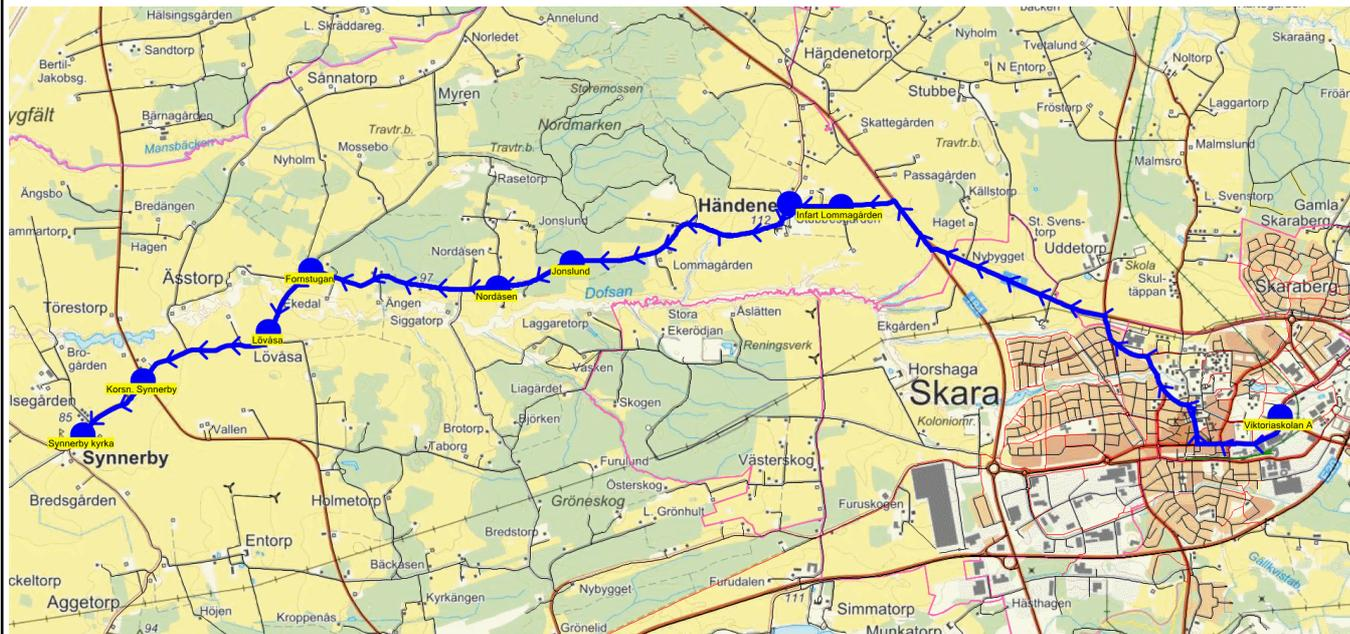 Hälsingsgården
L. Skräddareg.
Annelund
Nyholm
Skaraäng
Sandtorp
Norledet
Händenetorp
Tvetalund
N Entorp
Noltorp
Bertil-
Jakobsg.
Sånnatorp
Myren
Storemossen
Stubbe
Fröstorp
Laggartorp
ygfält
Bärnagården
Mansbäcken
Travtr.b.
Nordmarken
Skattegården
Travtr.b.
Malmslund
Nyholm
Mossebo
Travtr.b.
Malmsro
Ängsbo
Rasetorp
Passagården
Källstorp
L. Svenstorp
Bredängen
Händene
112
Infart Lommagården
Haget
St. Svens-
torp
Gamla
Skaraberg
ammartorp
Hagen
Jonslund
Nordåsen
Uddetorp
Nybygget
Skola
Skul-
täppan
Skaraberg
Ässtorp
Fornstugan
97
Jonslund
Lommagården
Nordåsen
Dofsan
Törestorp
Ekedal
Ängen
Siggatorp
Laggaretorp
Stora
Ekerödjan
Åslätten
Ekgården
Lövåsa
Lövåsa
Reningsverk
Bro-
gården
Vasken
Horshaga
Korsn. Synnerby
Liagärdet
Skara
lsegården
Skogen
85
Björken
Koloniomr.
Viktoriaskolan A
Synnerby kyrka
Vallen
Brotorp
Taborg
Synnerby
Furulund
Västerskog
Bredsgården
Holmetorp
Österskog
Gröneskog
L. Grönhult
Furuskogen
Bredstorp
Entorp
Bäckasen
Gällkvistab
ckeltorp
Nybygget
Furudalen
111
Aggetorp
Höjen
Kroppenås
Kyrkängen
Simmatorp
Hästhagen
94
Grönelid
Munkatorp